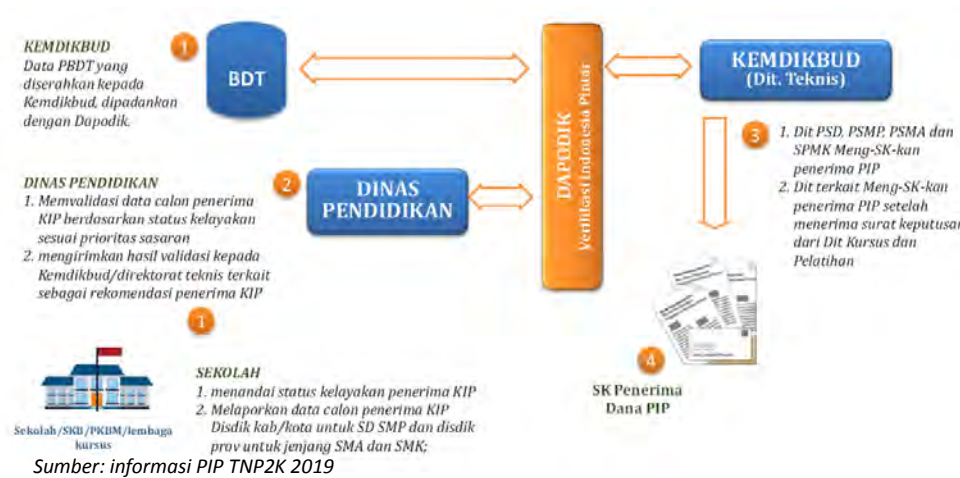 KEMDIKBUD
Data PBDT yang
diserahkan kepada
Kemdikbud, dipadankan
dengan Dapodik.
1
BDT
DAPODIK
Verifikasi Indonesia Pintar
KEMDIKBUD
(Dit. Teknis)
3
1. Dit PSD, PSMP, PSMA dan
SPMK Meng-SK-kan
penerima PIP
2. Dit terkait Meng-SK-kan
penerima PIP setelah
menerima surat keputusan
dari Dit Kursus dan
Pelatihan
DINAS PENDIDIKAN
1. Memvalidasi data calon penerima
KIP berdasarkan status kelayakan
sesuai prioritas sasaran
2. mengirimkan hasil validasi kepada
Kemdikbud/direktorat teknis terkait
sebagai rekomendasi penerima KIP
2
DINAS
PENDIDIKAN
1
SEKOLAH
1. menandai status kelayakan penerima KIP
2. Melaporkan data calon penerima KIP
Disdik kab/kota untuk SD SMP dan disdik
prov untuk jenjang SMA dan SMK;
Sekolah/SKB/PKBM/lembaga
kursus
4
SK Penerima
Dana PIP
Sumber: informasi PIP TNP2K 2019